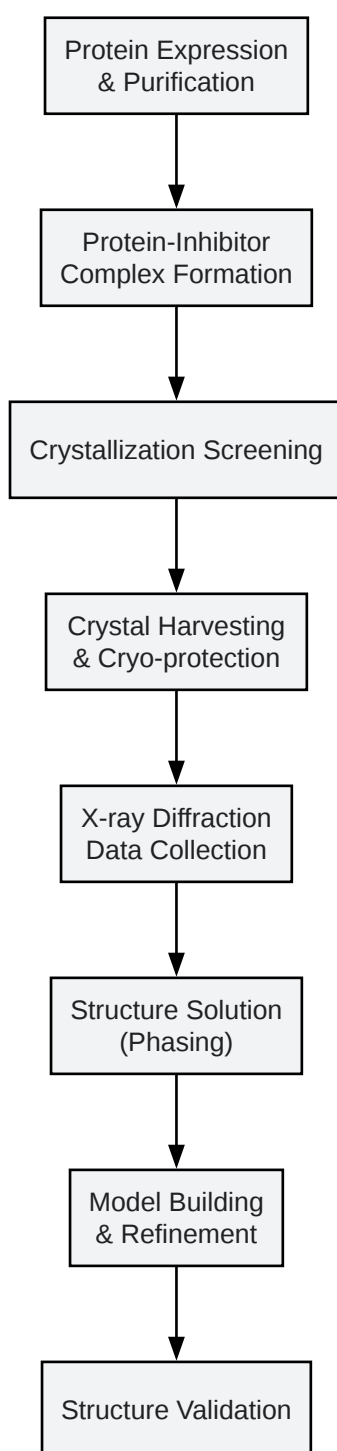 Protein Expression
& Purification
Protein-Inhibitor
Complex Formation
Crystallization Screening
Crystal Harvesting
& Cryo-protection
X-ray Diffraction
Data Collection
Structure Solution
(Phasing)
Model Building
& Refinement
Structure Validation